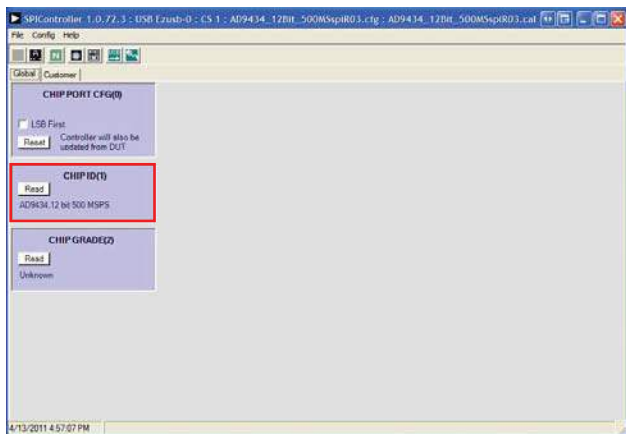 SPIController 1.0.72.3 : USB Ezusb-0 : CS 1 : AD9434_12Bit_500MSspiR03.cfg : AD9434_12Bit_500MSspiR03.cal
File Config Help
Global Customer
CHIP PORT CFG(0)
LSB First
Reset Controller will also be
updated from DUT
CHIP ID(1)
Read
AD9434.12 bit 500 MSPS
CHIP GRADE(2)
Read
Unknown
4/13/2011 4:57:07 PM